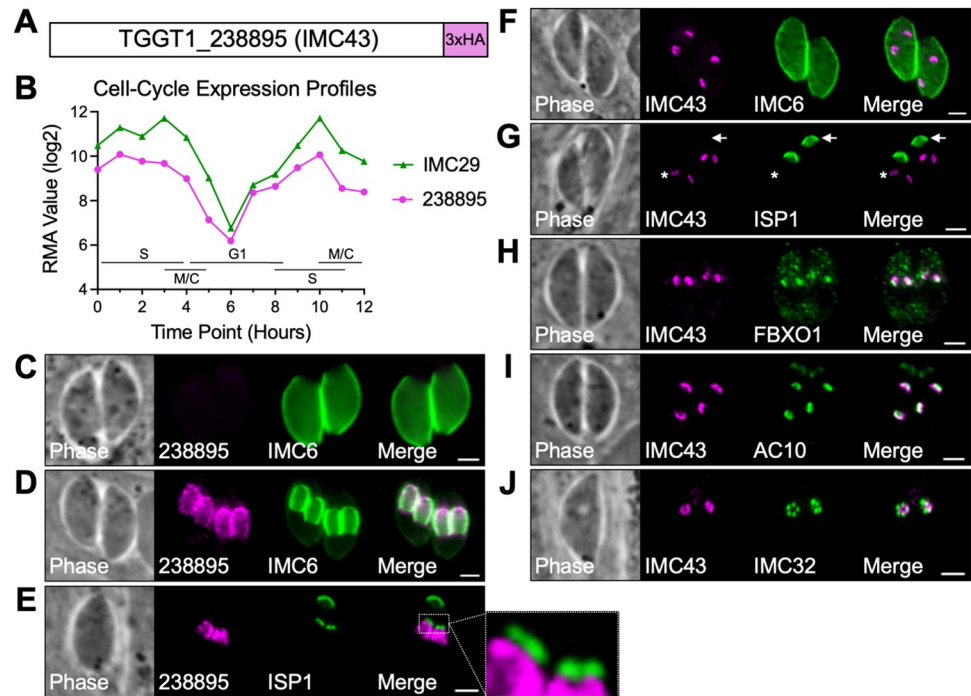 A
TGGT1_238895 (IMC43)
3xHA
B
Cell-Cycle Expression Profiles
12
10
8
6
4
RMA Value (log2)
IMC29
238895
S
G1
M/C
M/C
S
0 2 4 6 8 10 12
Time Point (Hours)
C
Phase 238895 IMC6 Merge
D
Phase 238895 IMC6 Merge
E
Phase 238895 ISP1 Merge
F
Phase IMC43 IMC6 Merge
G
* * *
Phase IMC43 ISP1 Merge
H
Phase IMC43 FBXO1 Merge
I
Phase IMC43 AC10 Merge
J
Phase IMC43 IMC32 Merge